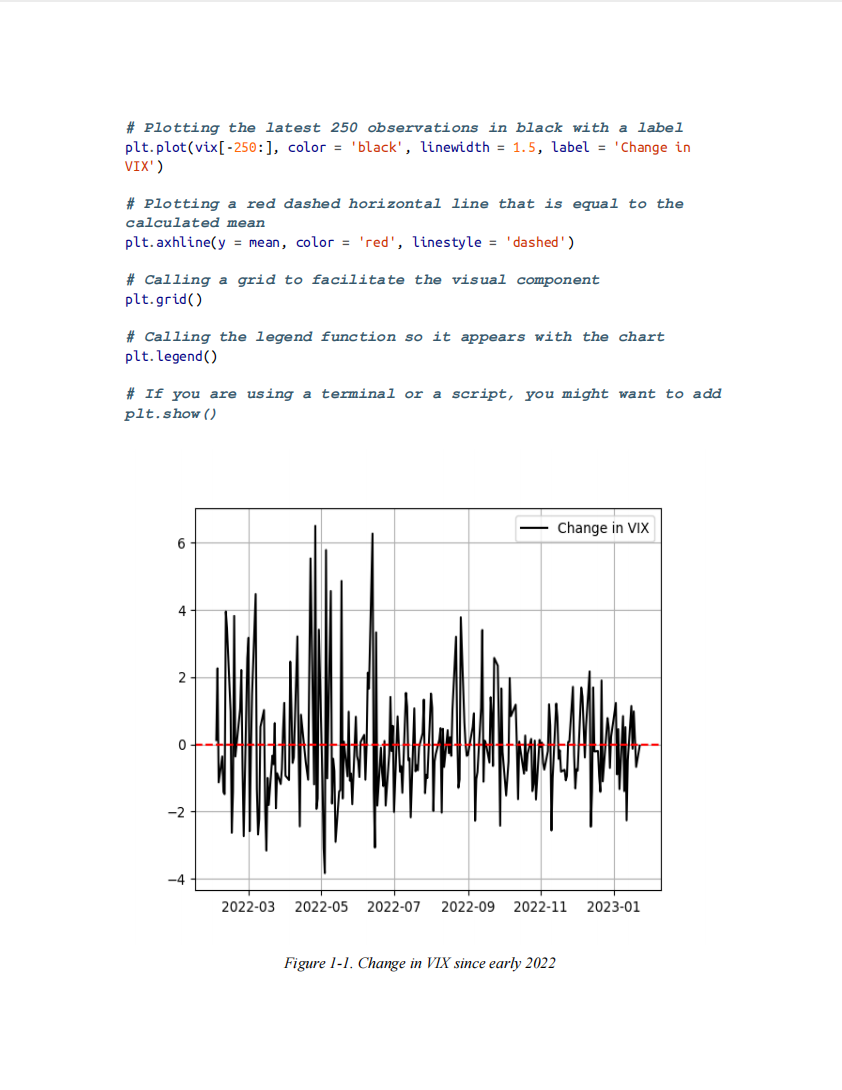 # Plotting the latest 250 observations in black with a label
plt.plot(vix[-250:], color = 'black', linewidth = 1.5, label = 'Change in
VIX')
# Plotting a red dashed horizontal line that is equal to the
calculated mean
plt.axhline(y = mean, color = 'red', linestyle = 'dashed')
# Calling a grid to facilitate the visual component
plt.grid()
# Calling the legend function so it appears with the chart
plt.legend()
# If you are using a terminal or a script, you might want to add
plt.show()
Change in VIX
6
4
2
0
−2
−4
2022-03 2022-05 2022-07 2022-09 2022-11 2023-01
Figure 1-1. Change in VIX since early 2022